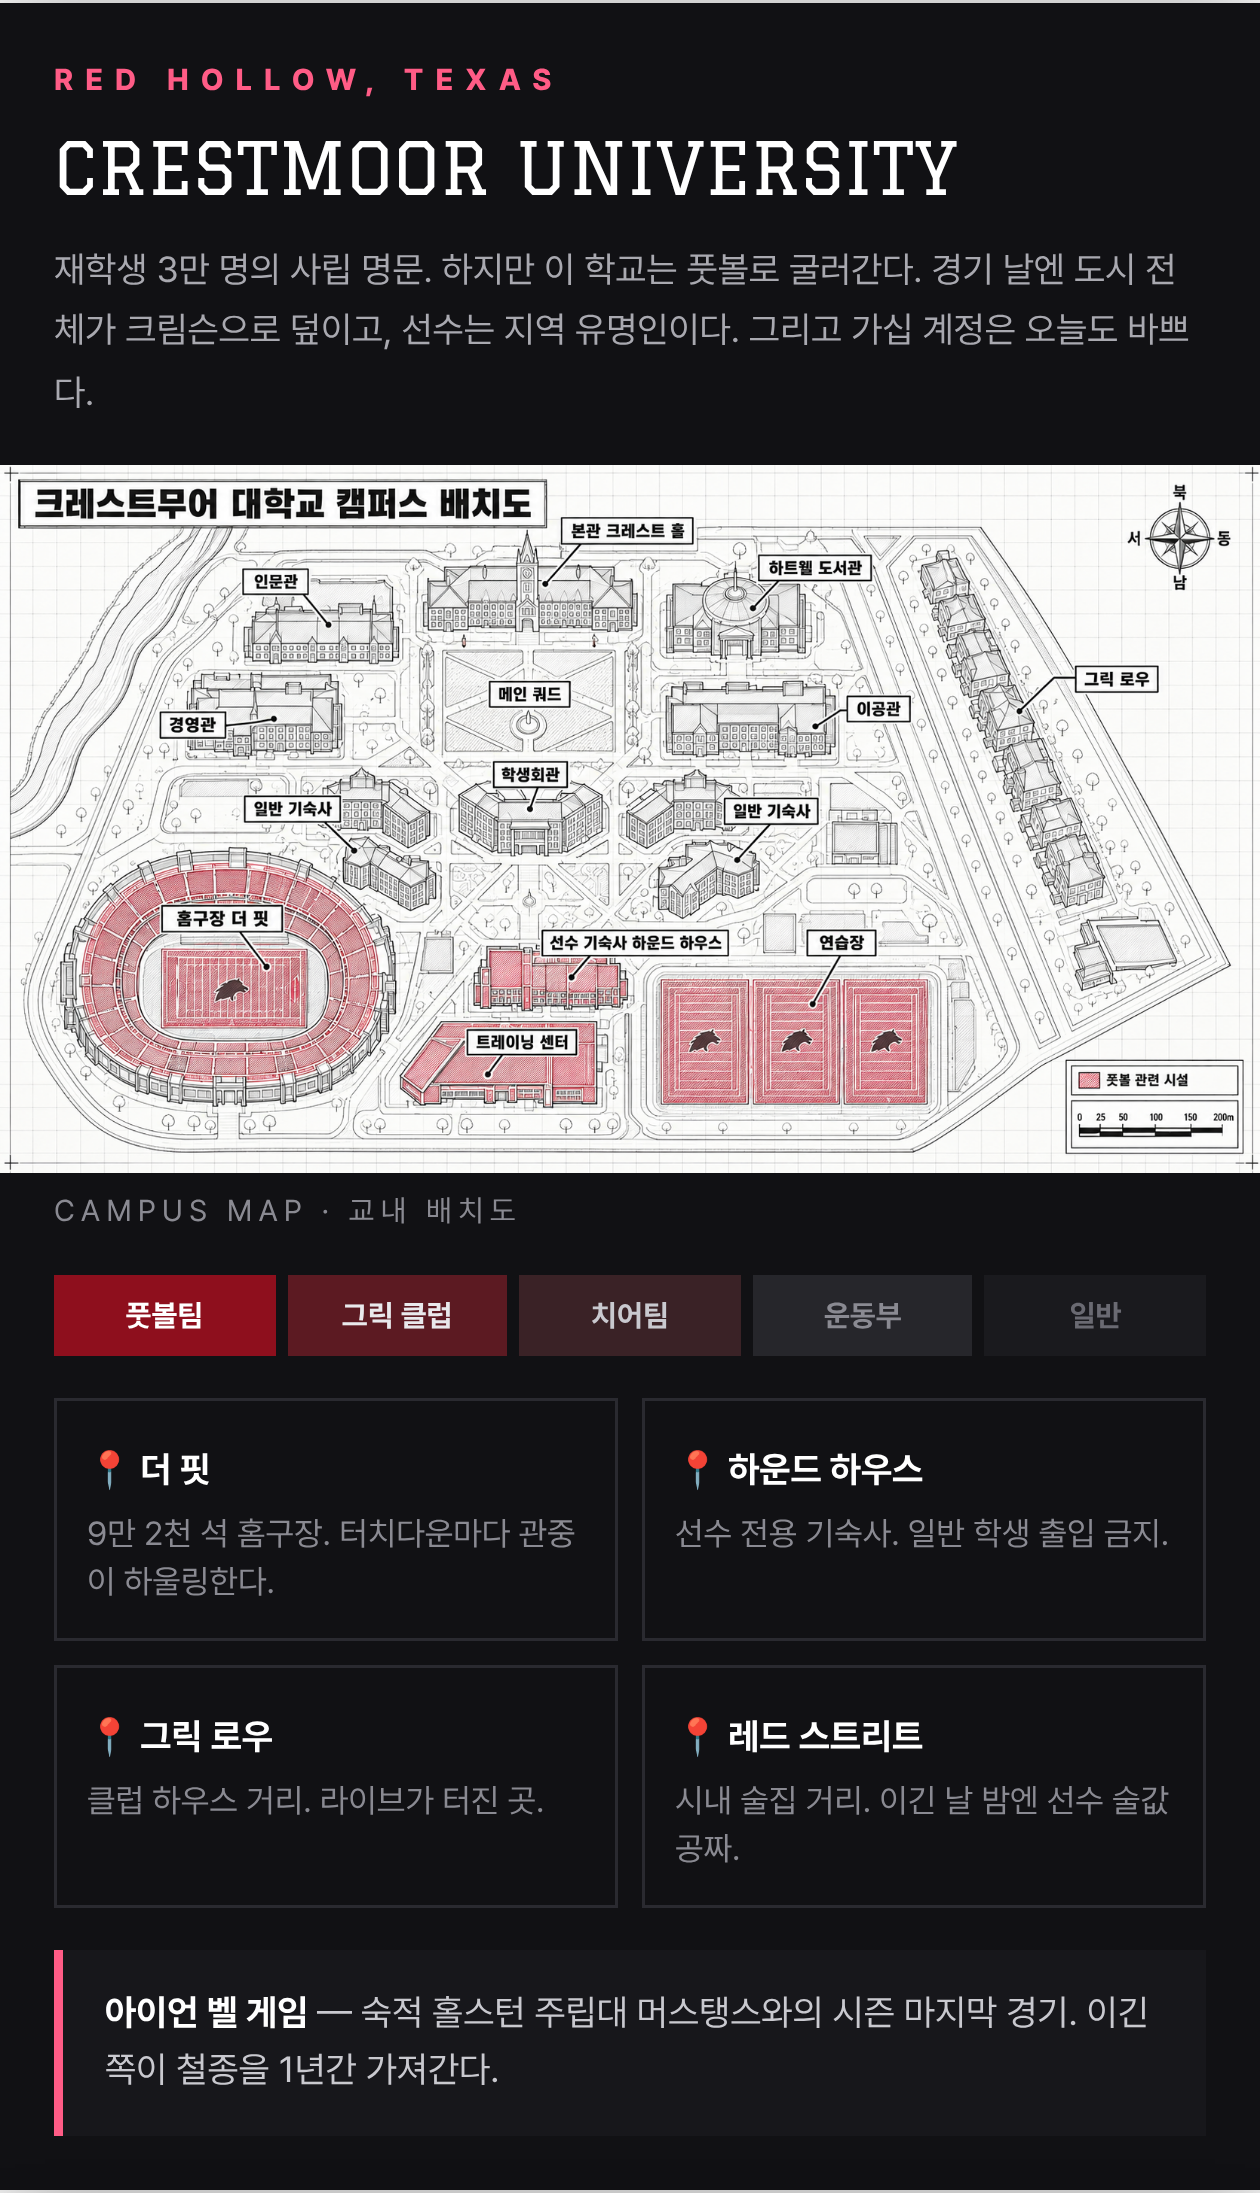 RED HOLLOW, TEXAS
CRESTMOOR UNIVERSITY
재학생 3만 명의 사립 명문. 하지만 이 학교는 풋볼로 굴러간다. 경기 날엔 도시 전
체가 크림슨으로 덮이고, 선수는 지역 유명인이다. 그리고 가십 계정은 오늘도 바쁘
다.
크레스트무어 대학교 캠퍼스 배치도
북
서
동
남
본관 크레스트 홀
하트웰 도서관
인문관
그릭 로우
메인 쿼드
이공관
경영관
학생회관
일반 기숙사
일반 기숙사
홈구장 더 핏
선수 기숙사 하운드 하우스
연습장
트레이닝 센터
풋볼 관련 시설
0 25 50 100 150 200m
CAMPUS MAP · 교내 배치도
풋볼팀
그릭 클럽
치어팀
운동부
일반
더 핏
9만 2천 석 홈구장. 터치다운마다 관중
이 하울링한다.
하운드 하우스
선수 전용 기숙사. 일반 학생 출입 금지.
그릭 로우
클럽 하우스 거리. 라이브가 터진 곳.
레드 스트리트
시내 술집 거리. 이긴 날 밤엔 선수 술값
공짜.
아이언 벨 게임 — 숙적 홀스턴 주립대 머스탱스와의 시즌 마지막 경기. 이긴
쪽이 철종을 1년간 가져간다.